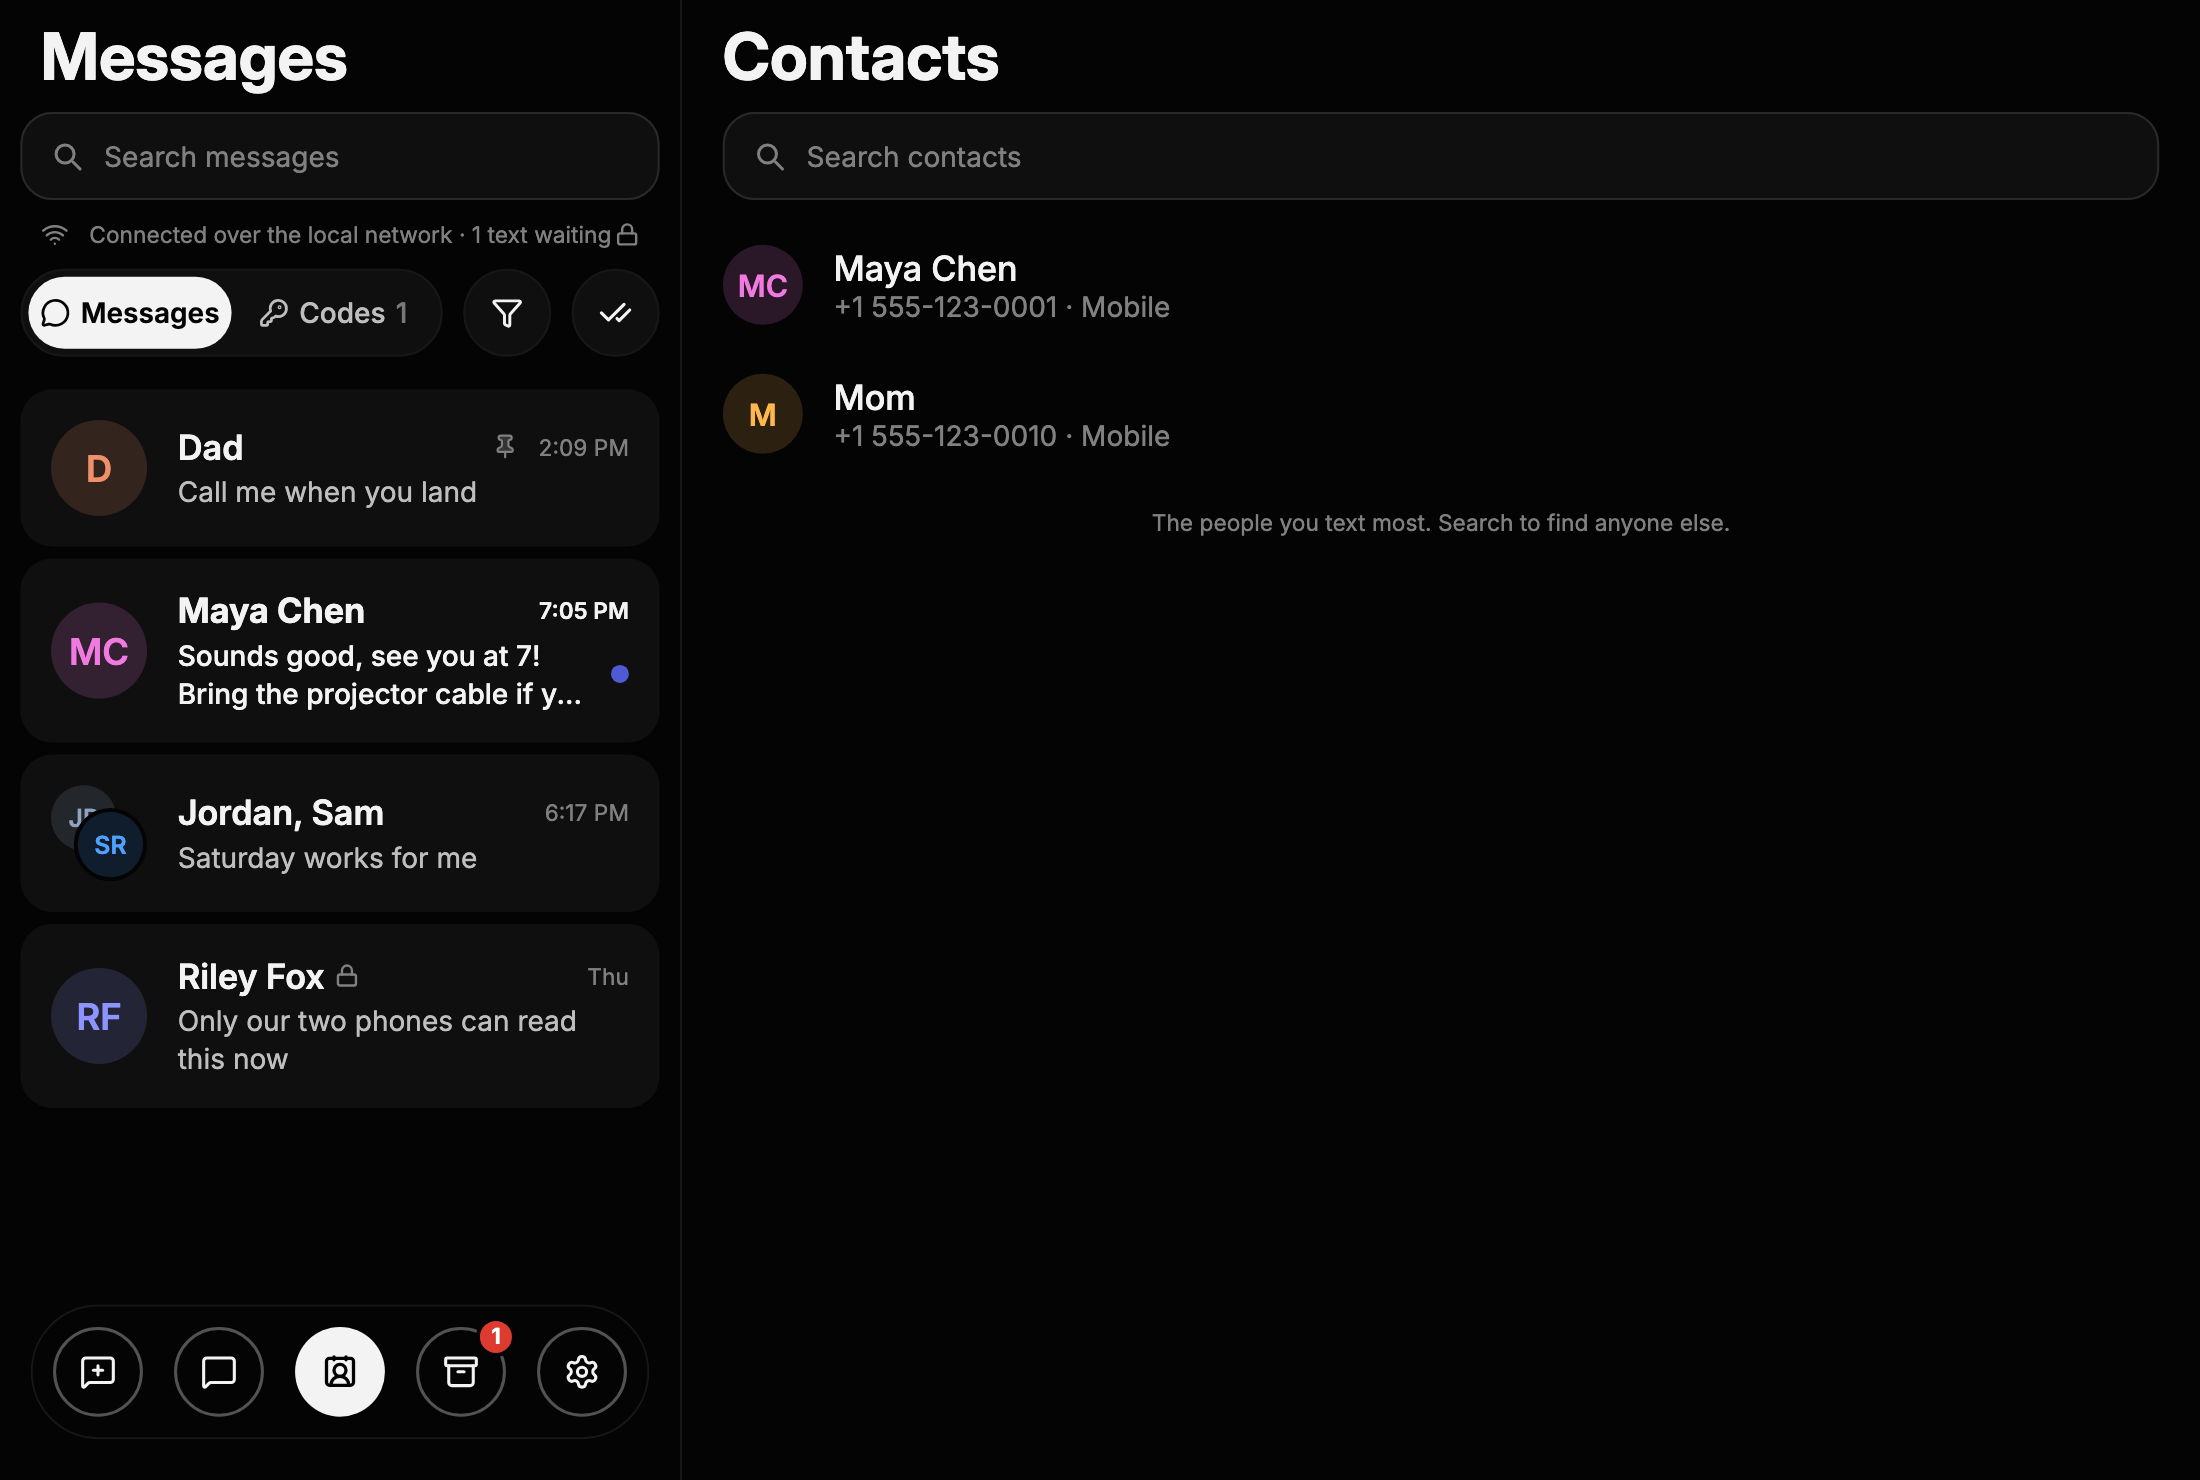 Messages
Search messages
Connected over the local network · 1 text waiting
Messages
Codes 1
D
Dad
2:09 PM
Call me when you land
MC
Maya Chen
7:05 PM
Sounds good, see you at 7!
Bring the projector cable if y...
SR
Jordan, Sam
6:17 PM
Saturday works for me
RF
Riley Fox
Thu
Only our two phones can read
this now
1
Contacts
Search contacts
MC
Maya Chen
+1 555-123-0001 · Mobile
M
Mom
+1 555-123-0010 · Mobile
The people you text most. Search to find anyone else.